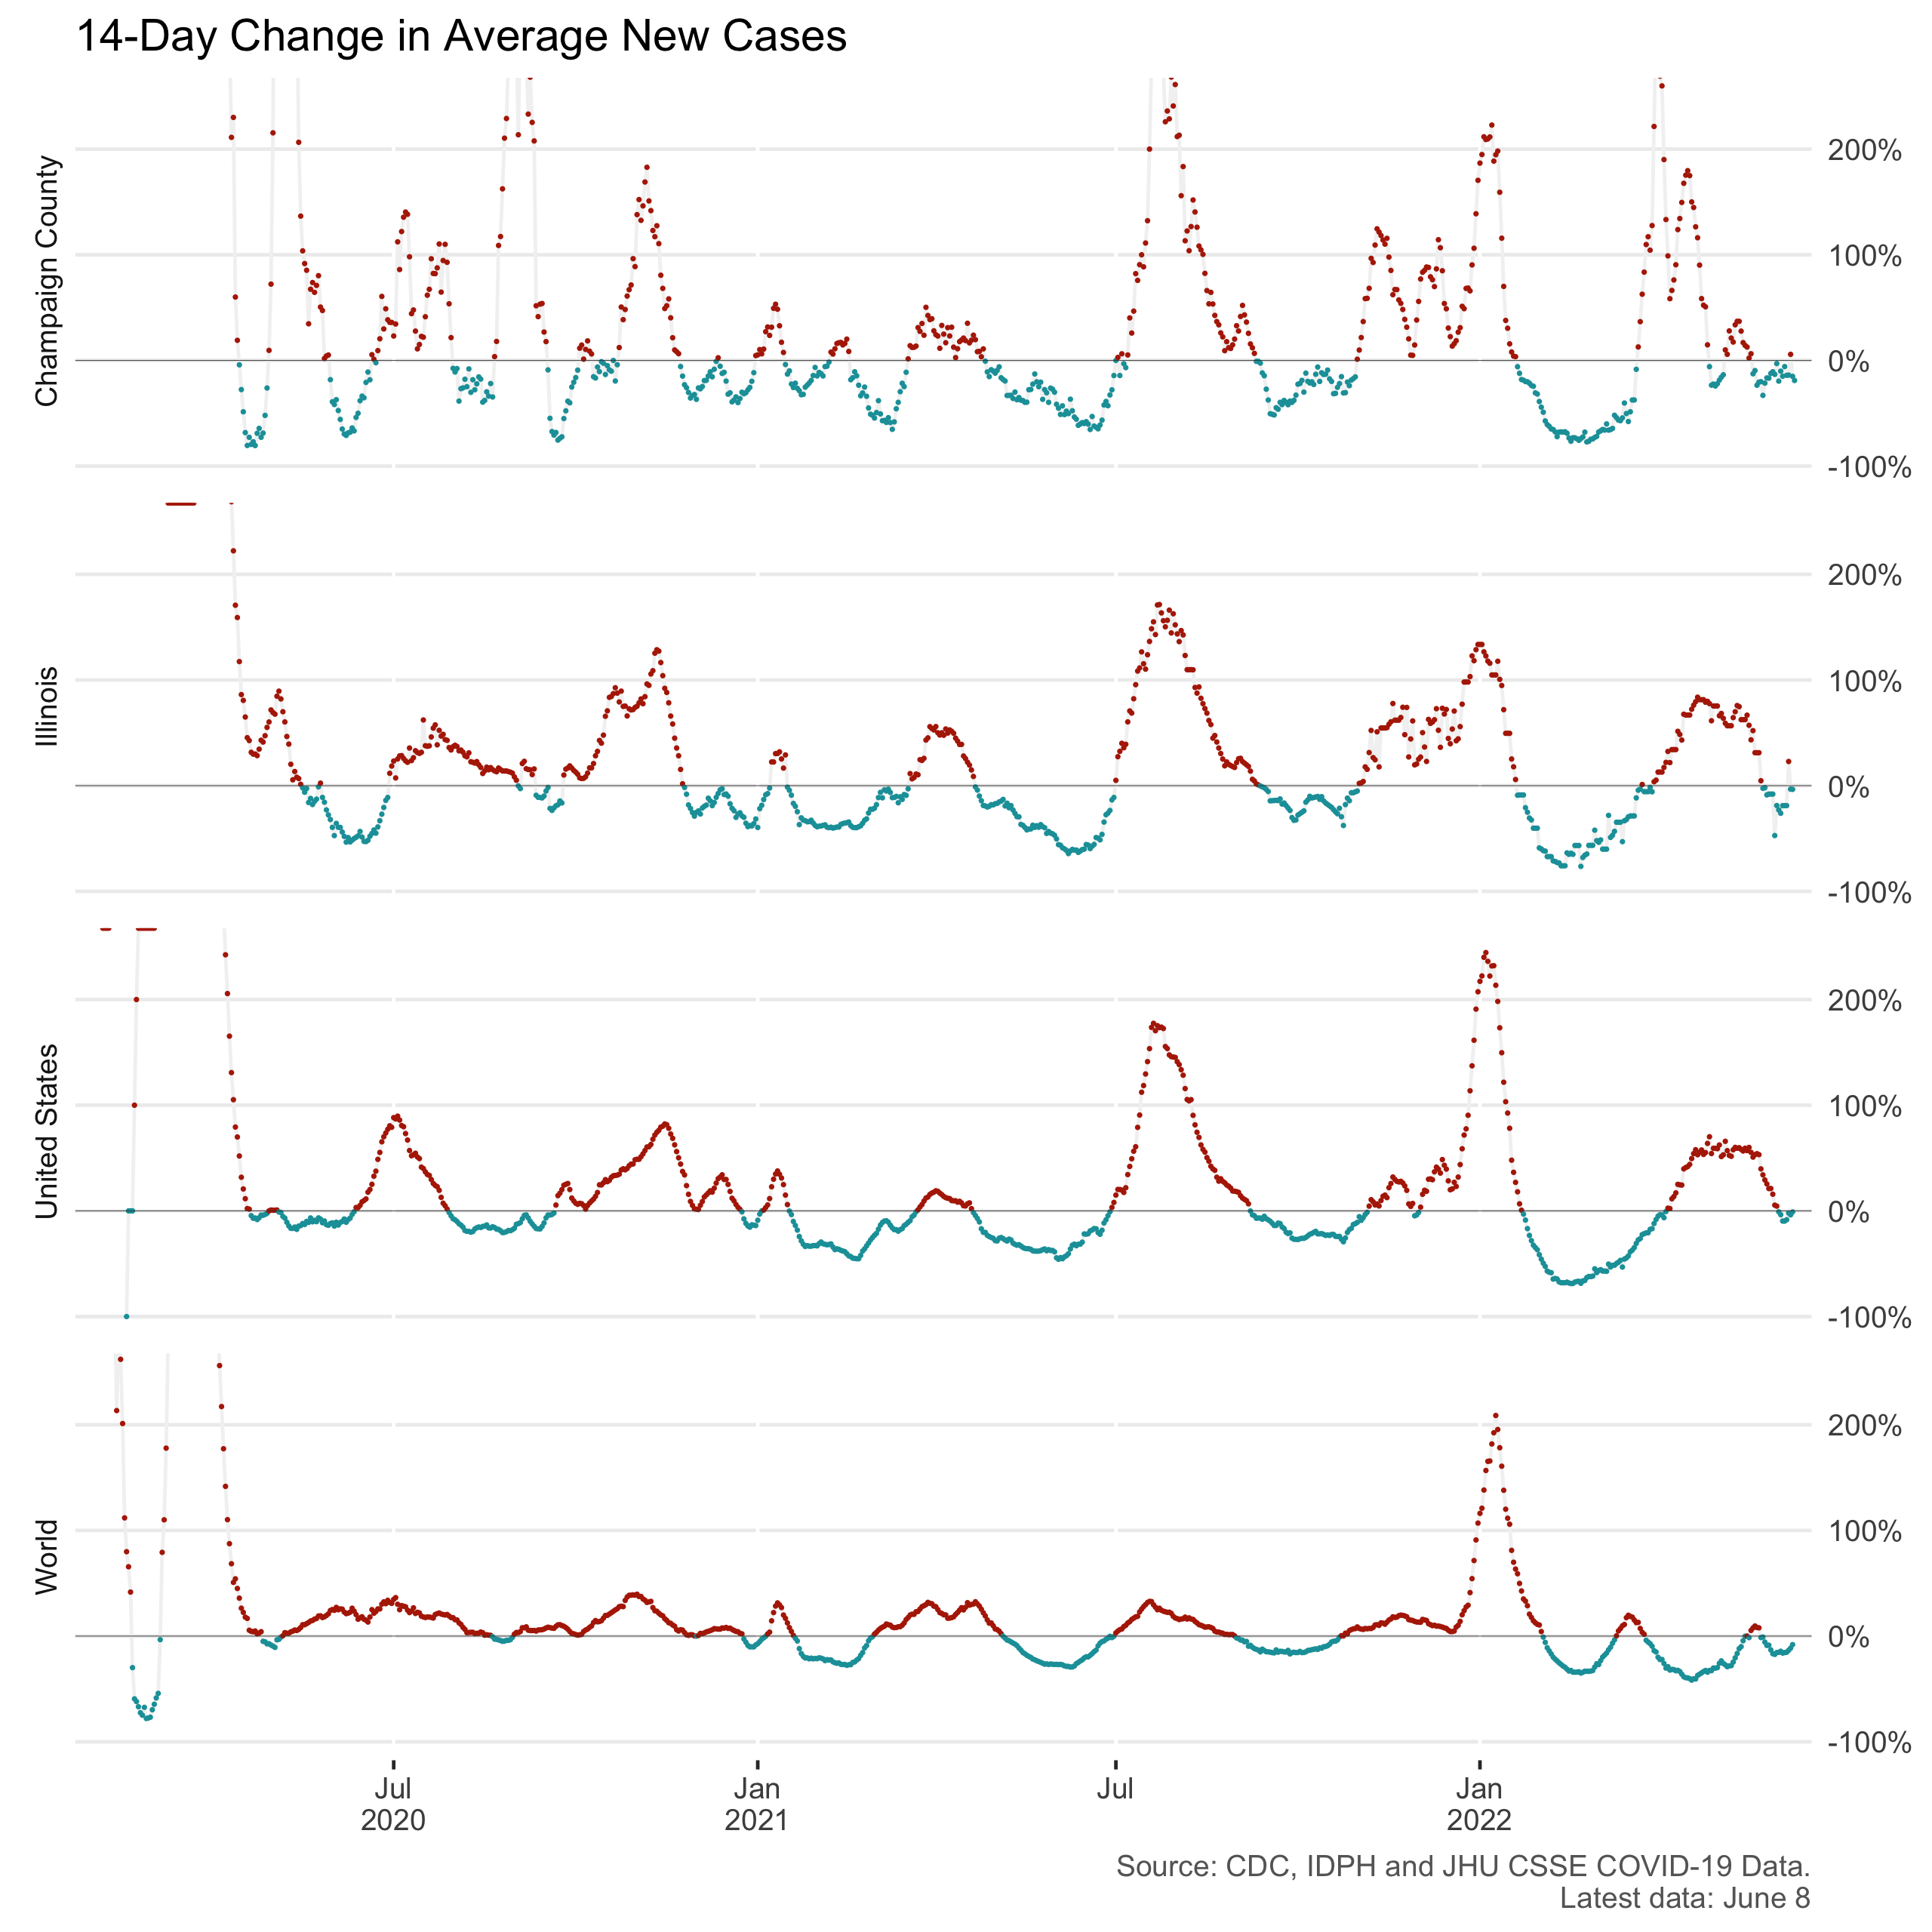 14-Day Change in Average New Cases
Champaign County
200%
100%
0%
-100%
Illinois
200%
100%
0%
-100%
United States
200%
100%
0%
-100%
World
200%
100%
0%
-100%
Jul
2020
Jan
2021
Jul
Jan
2022
Source: CDC, IDPH and JHU CSSE COVID-19 Data.
Latest data: June 8